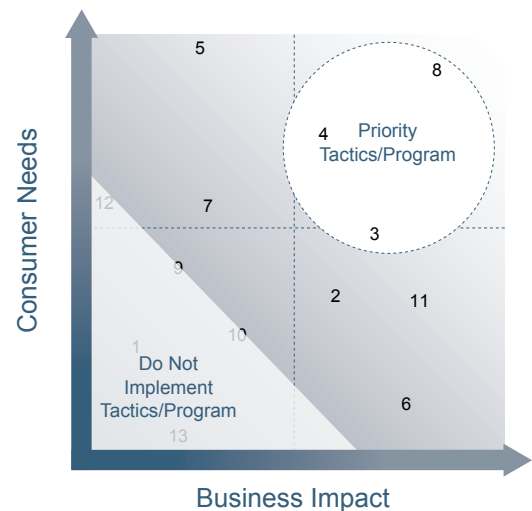 5
8
4
Priority
Tactics/Program
12
7
3
9
2
11
10
1
Do Not
Implement
Tactics/Program
6
13
Consumer Needs
Business Impact